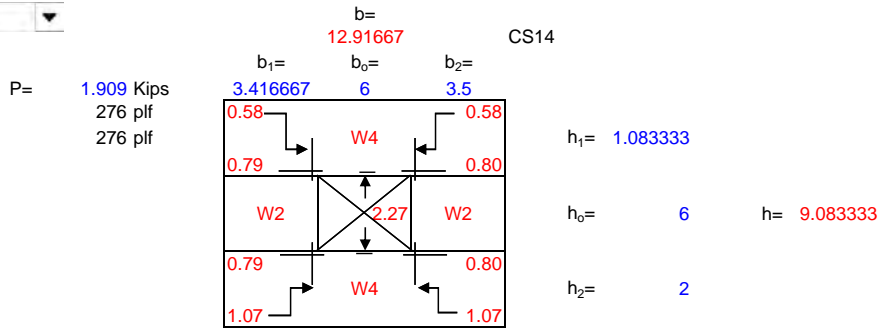 b=
12.91667 CS14
b₁= bₒ= b₂=
P= 1.909 Kips 3.416667 6 3.5
276 plf 0.58 0.58
276 plf W4 h₁= 1.083333
0.79 0.80
W2 2.27 W2 hₒ= 6 h= 9.083333
0.79 0.80
W4 h₂= 2
1.07 1.07